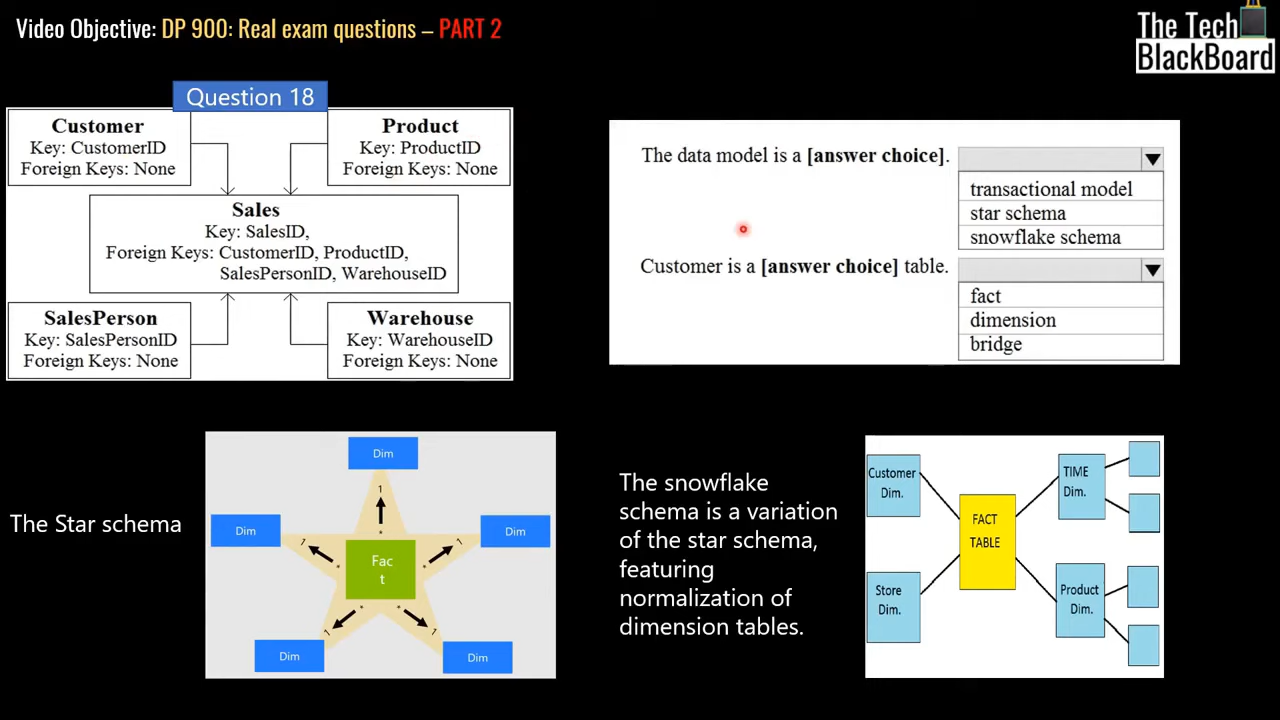 Video Objective: DP 900: Real exam questions – PART 2
The Tech
BlackBoard
Question 18
Customer
Key: CustomerID
Foreign Keys: None
Product
Key: ProductID
Foreign Keys: None
Sales
Key: SalesID,
Foreign Keys: CustomerID, ProductID,
SalesPersonID, WarehouseID
SalesPerson
Key: SalesPersonID
Foreign Keys: None
Warehouse
Key: WarehouseID
Foreign Keys: None
The data model is a [answer choice].
transactional model
star schema
snowflake schema
Customer is a [answer choice] table.
fact
dimension
bridge
The Star schema
Dim
1
*
Dim
1
*
Dim
1
*
Fac
t
*
1
Dim
*
1
Dim
The snowflake
schema is a variation
of the star schema,
featuring
normalization of
dimension tables.
Customer
Dim.
Store
Dim.
FACT
TABLE
TIME
Dim.
Product
Dim.